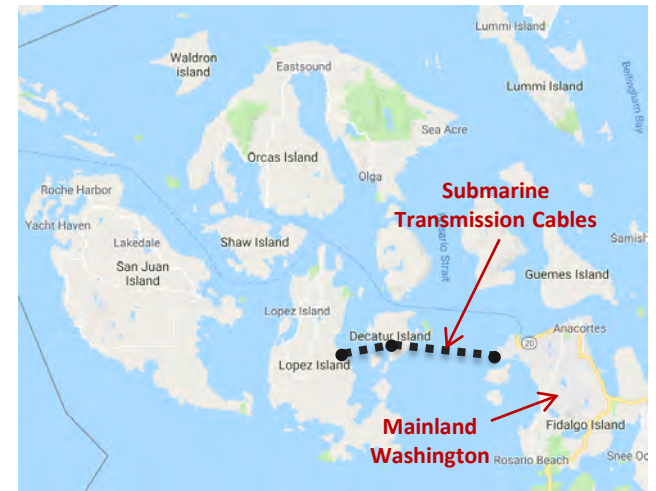 Lummi Island
Waldron
island
Eastsound
Lummi Island
Bellingham Bay
Sea Acre
Orcas Island
Olga
Roche Harbor
Submarine
Transmission Cables
Rosario Strait
Yacht Haven
Lakedale
Shaw Island
Samish
San Juan
Island
Guemes Island
Lopez Island
Anacortes
Decatur Island
20
Lopez Island
Mainland
Washington
Fidalgo Island
Rosario Beach
Snee Oo